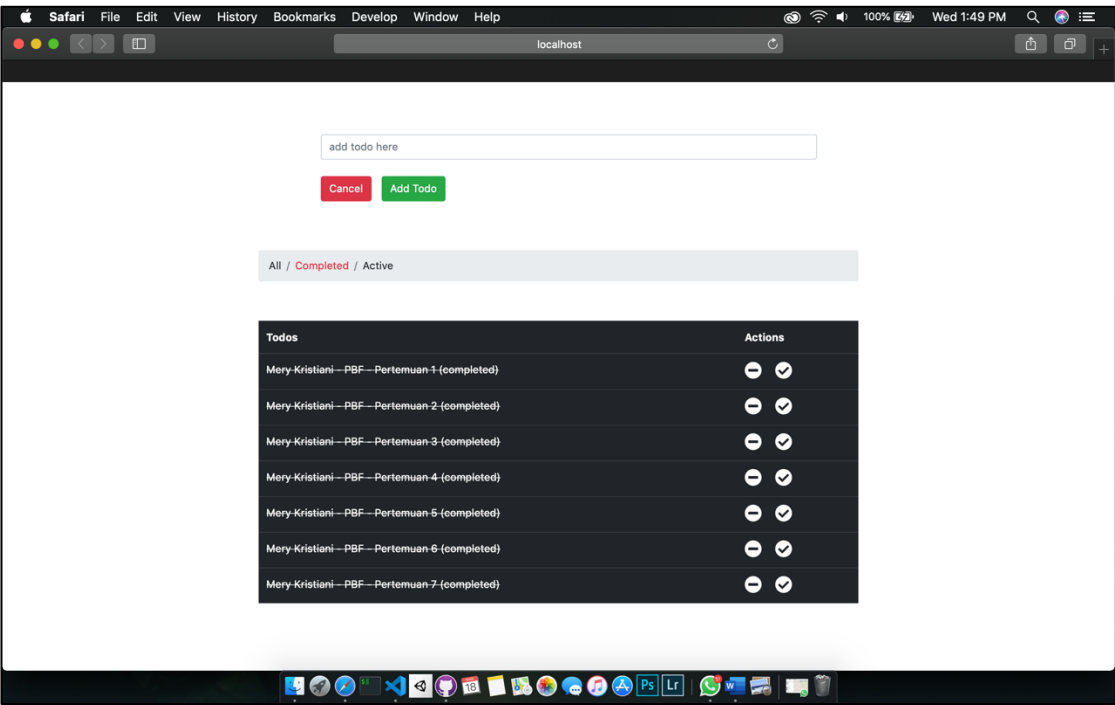 Safari File Edit View History Bookmarks Develop Window Help 100% Wed 1:49 PM
localhost
add todo here
Cancel Add Todo
All / Completed / Active
Todos Actions
Mery Kristiani - PBF - Pertemuan 1 (completed)
Mery Kristiani - PBF - Pertemuan 2 (completed)
Mery Kristiani - PBF - Pertemuan 3 (completed)
Mery Kristiani - PBF - Pertemuan 4 (completed)
Mery Kristiani - PBF - Pertemuan 5 (completed)
Mery Kristiani - PBF - Pertemuan 6 (completed)
Mery Kristiani - PBF - Pertemuan 7 (completed)
18 Ps Lr W